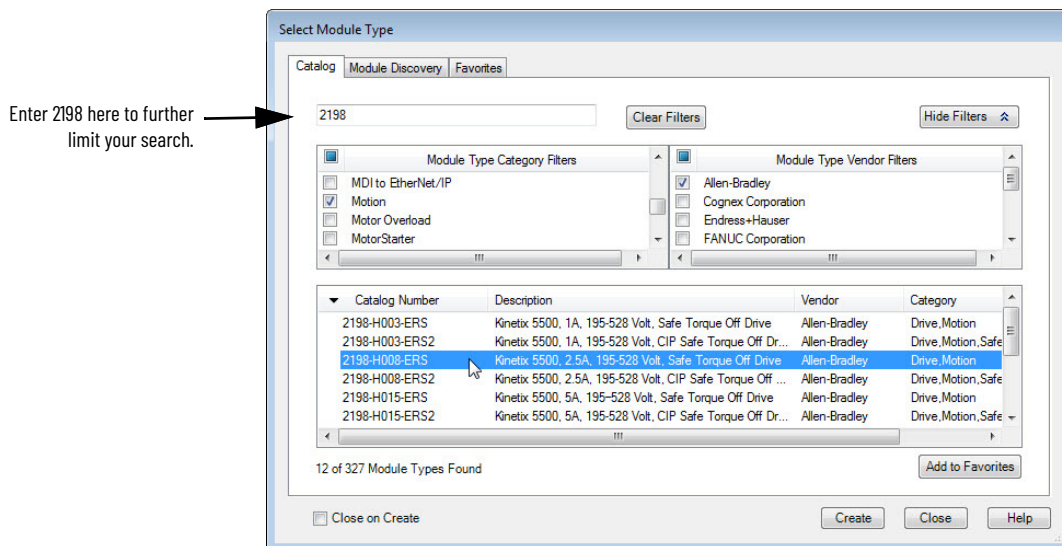 Select Module Type
Catalog Module Discovery Favorites
Enter 2198 here to further
limit your search.
2198 Clear Filters Hide Filters
Module Type Category Filters Module Type Vendor Filters
MDI to EtherNet/IP Allen-Bradley
Motion Cognex Corporation
Motor Overload Endress+Hauser
MotorStarter FANUC Corporation
Catalog Number Description Vendor Category
2198-H003-ERS Kinetix 5500, 1A, 195-528 Volt, Safe Torque Off Drive Allen-Bradley Drive,Motion
2198-H003-ERS2 Kinetix 5500, 1A, 195-528 Volt, CIP Safe Torque Off Dr... Allen-Bradley Drive,Motion,Safe
2198-H008-ERS Kinetix 5500, 2.5A, 195-528 Volt, Safe Torque Off Drive Allen-Bradley Drive,Motion
2198-H008-ERS2 Kinetix 5500, 2.5A, 195-528 Volt, CIP Safe Torque Off ... Allen-Bradley Drive,Motion,Safe
2198-H015-ERS Kinetix 5500, 5A, 195-528 Volt, Safe Torque Off Drive Allen-Bradley Drive,Motion
2198-H015-ERS2 Kinetix 5500, 5A, 195-528 Volt, CIP Safe Torque Off Dr... Allen-Bradley Drive,Motion,Safe
12 of 327 Module Types Found Add to Favorites
Close on Create Create Close Help